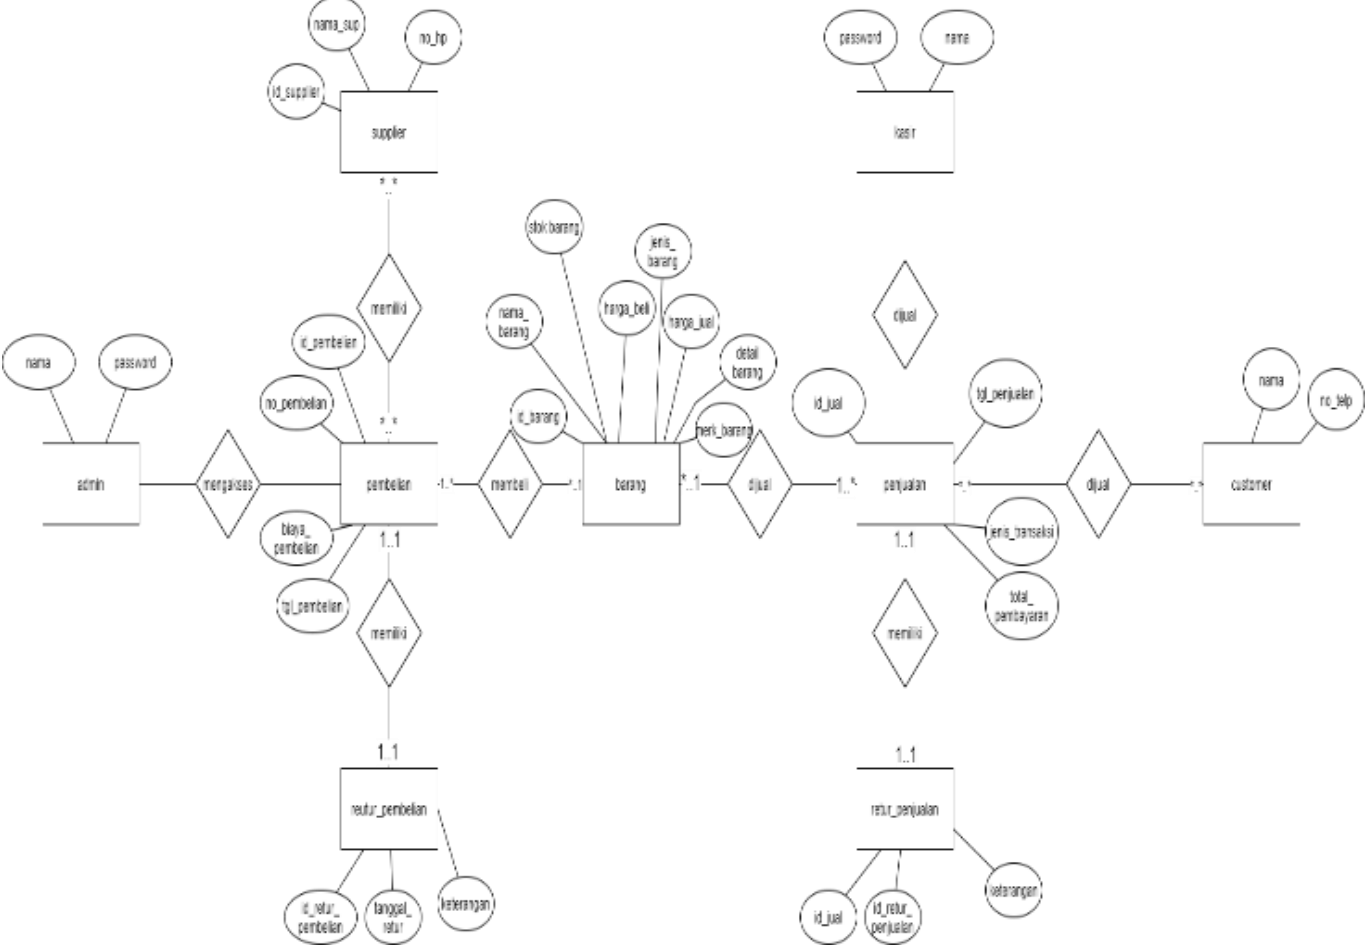 nama_sup
no_hp
id_supplier
supplier
*..*
memiliki
*..*
password
nama
kasir
dijual
stok barang
jenis_
barang
nama_
barang
harga_beli
harga_jual
detail
barang
id_barang
merk_barang
nama
password
admin
mengakses
id_pembelian
no_pembelian
pembelian
biaya_
pembelian
tgl_pembelian
1..*
membeli
*..1
barang
*..1
dijual
1..*
id_jual
tgl_penjualan
penjualan
jenis_transaksi
total_
pembayaran
*..*
dijual
*..*
nama
no_telp
customer
1..1
memiliki
1..1
reutur_pembelian
id_retur_
pembelian
tanggal_
retur
keterangan
1..1
memiliki
1..1
retur_penjualan
id_jual
id_retur_
penjualan
keterangan